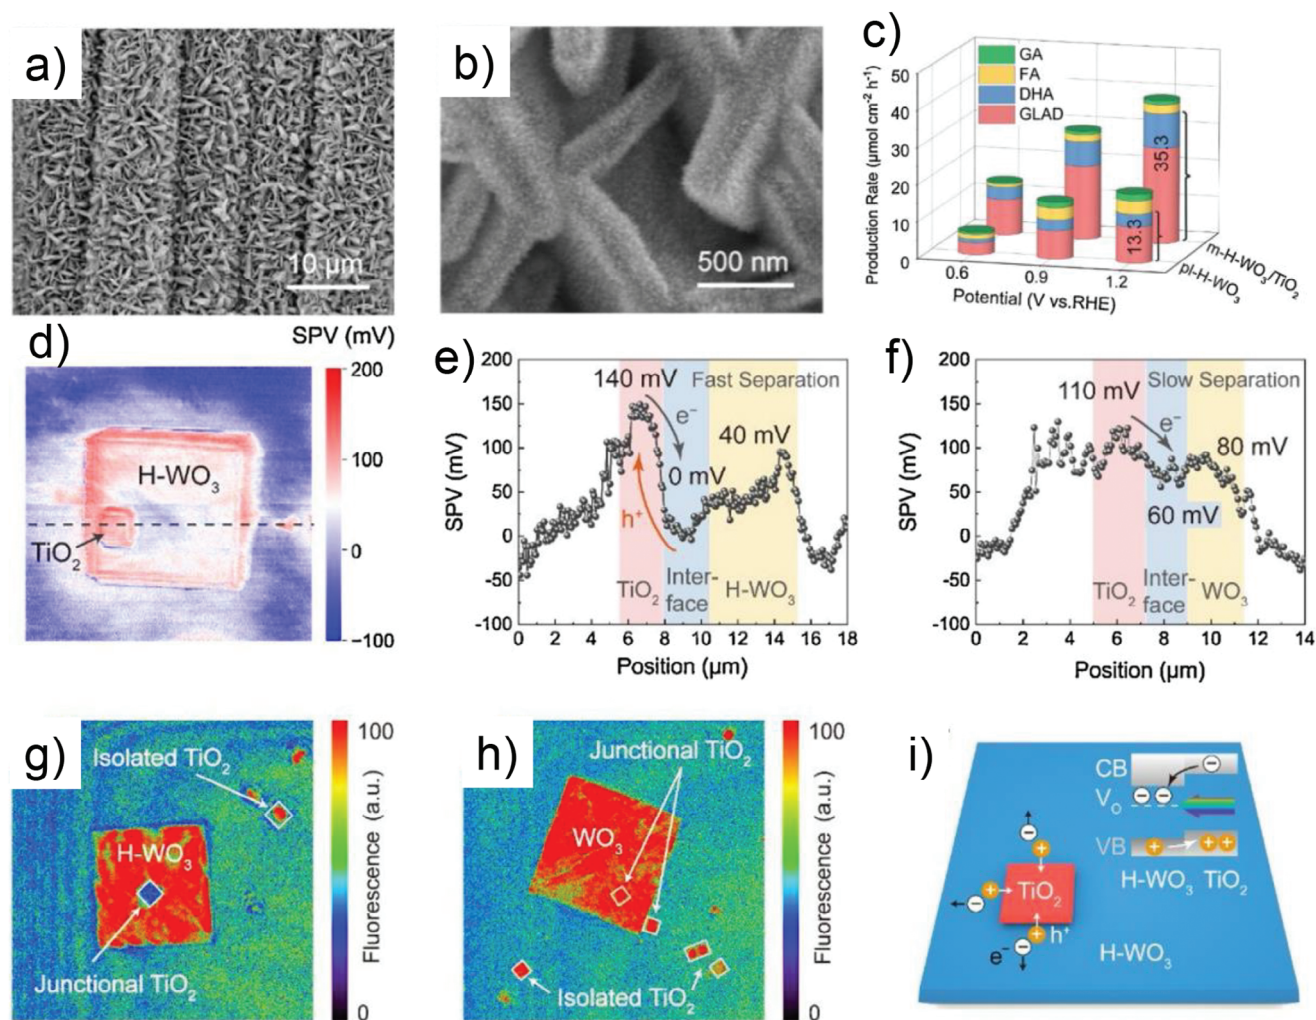 a)
10 µm
b)
500 nm
c)
GA
FA
DHA
GLAD
Production Rate (µmol cm⁻² h⁻¹)
50
40
30
20
10
0
35.3
13.3
0.6
0.9
1.2
Potential (V vs.RHE)
m-H-WO₃/TiO₂
pl-H-WO₃
d)
SPV (mV)
200
100
0
−100
H-WO₃
TiO₂
e)
SPV (mV)
200
150
100
50
0
-50
-100
140 mV
Fast Separation
e⁻
40 mV
0 mV
h⁺
TiO₂
Inter-
face
H-WO₃
0 2 4 6 8 10 12 14 16 18
Position (µm)
f)
SPV (mV)
200
150
100
50
0
-50
-100
Slow Separation
110 mV
e⁻
80 mV
60 mV
TiO₂
Inter-
face
WO₃
0 2 4 6 8 10 12 14
Position (µm)
g)
Isolated TiO₂
H-WO₃
Junctional TiO₂
100
Fluorescence (a.u.)
0
h)
Junctional TiO₂
WO₃
Isolated TiO₂
100
Fluorescence (a.u.)
0
i)
CB
V₀
VB
H-WO₃ TiO₂
TiO₂
h⁺
e⁻
H-WO₃